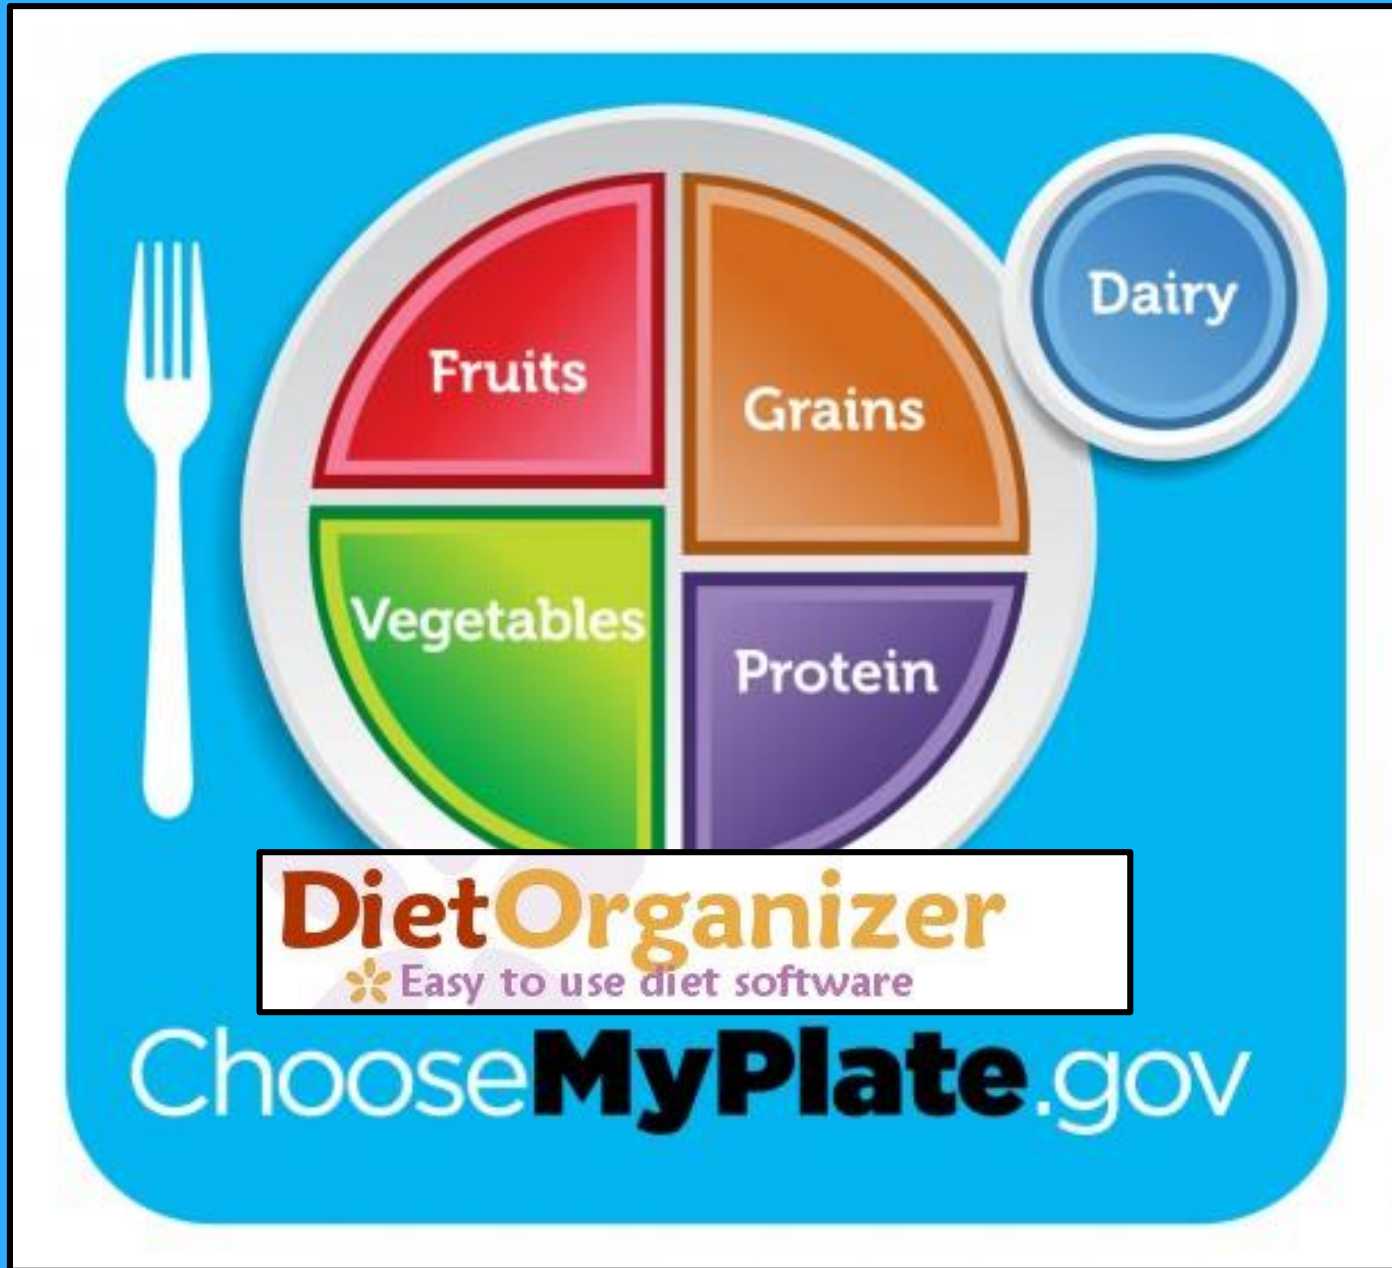 Dairy
Fruits
Grains
Vegetables
Protein
DietOrganizer
Easy to use diet software
ChooseMyPlate.gov